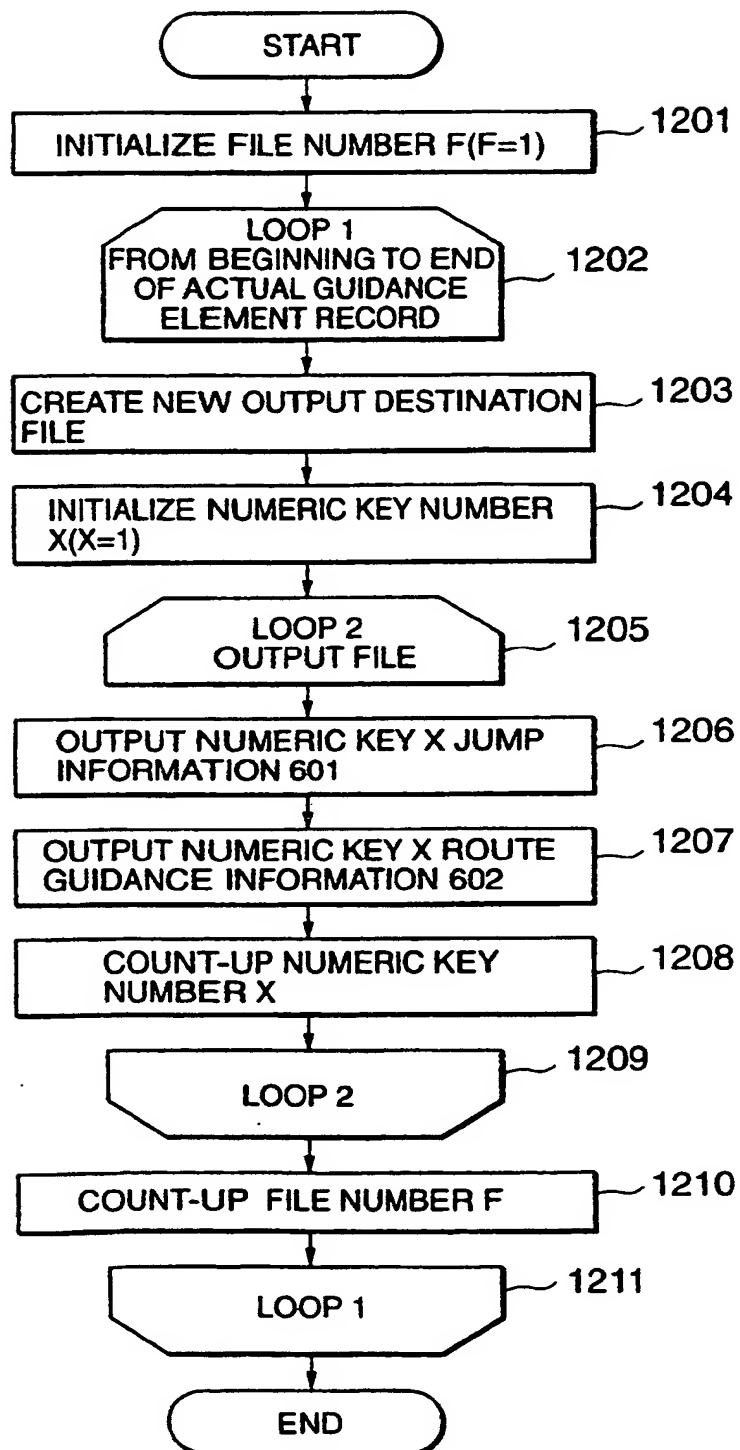 START
INITIALIZE FILE NUMBER F(F=1)
1201
LOOP 1
FROM BEGINNING TO END
OF ACTUAL GUIDANCE
ELEMENT RECORD
1202
CREATE NEW OUTPUT DESTINATION
FILE
1203
INITIALIZE NUMERIC KEY NUMBER
X(X=1)
1204
LOOP 2
OUTPUT FILE
1205
OUTPUT NUMERIC KEY X JUMP
INFORMATION 601
1206
OUTPUT NUMERIC KEY X ROUTE
GUIDANCE INFORMATION 602
1207
COUNT-UP NUMERIC KEY
NUMBER X
1208
LOOP 2
1209
COUNT-UP FILE NUMBER F
1210
LOOP 1
1211
END